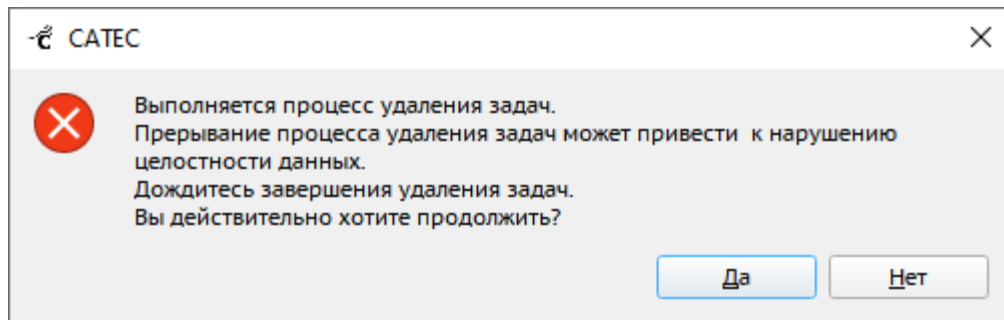 CATEC
Выполняется процесс удаления задач.
Прерывание процесса удаления задач может привести  к нарушению
целостности данных.
Дождитесь завершения удаления задач.
Вы действительно хотите продолжить?
Да
Нет